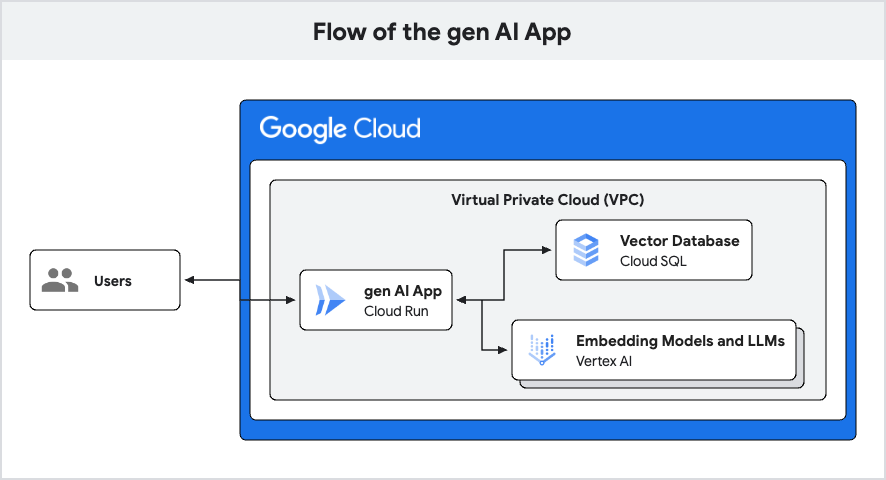 Flow of the gen AI App
Google Cloud
Virtual Private Cloud (VPC)
Users
gen AI App
Cloud Run
Vector Database
Cloud SQL
Embedding Models and LLMs
Vertex AI